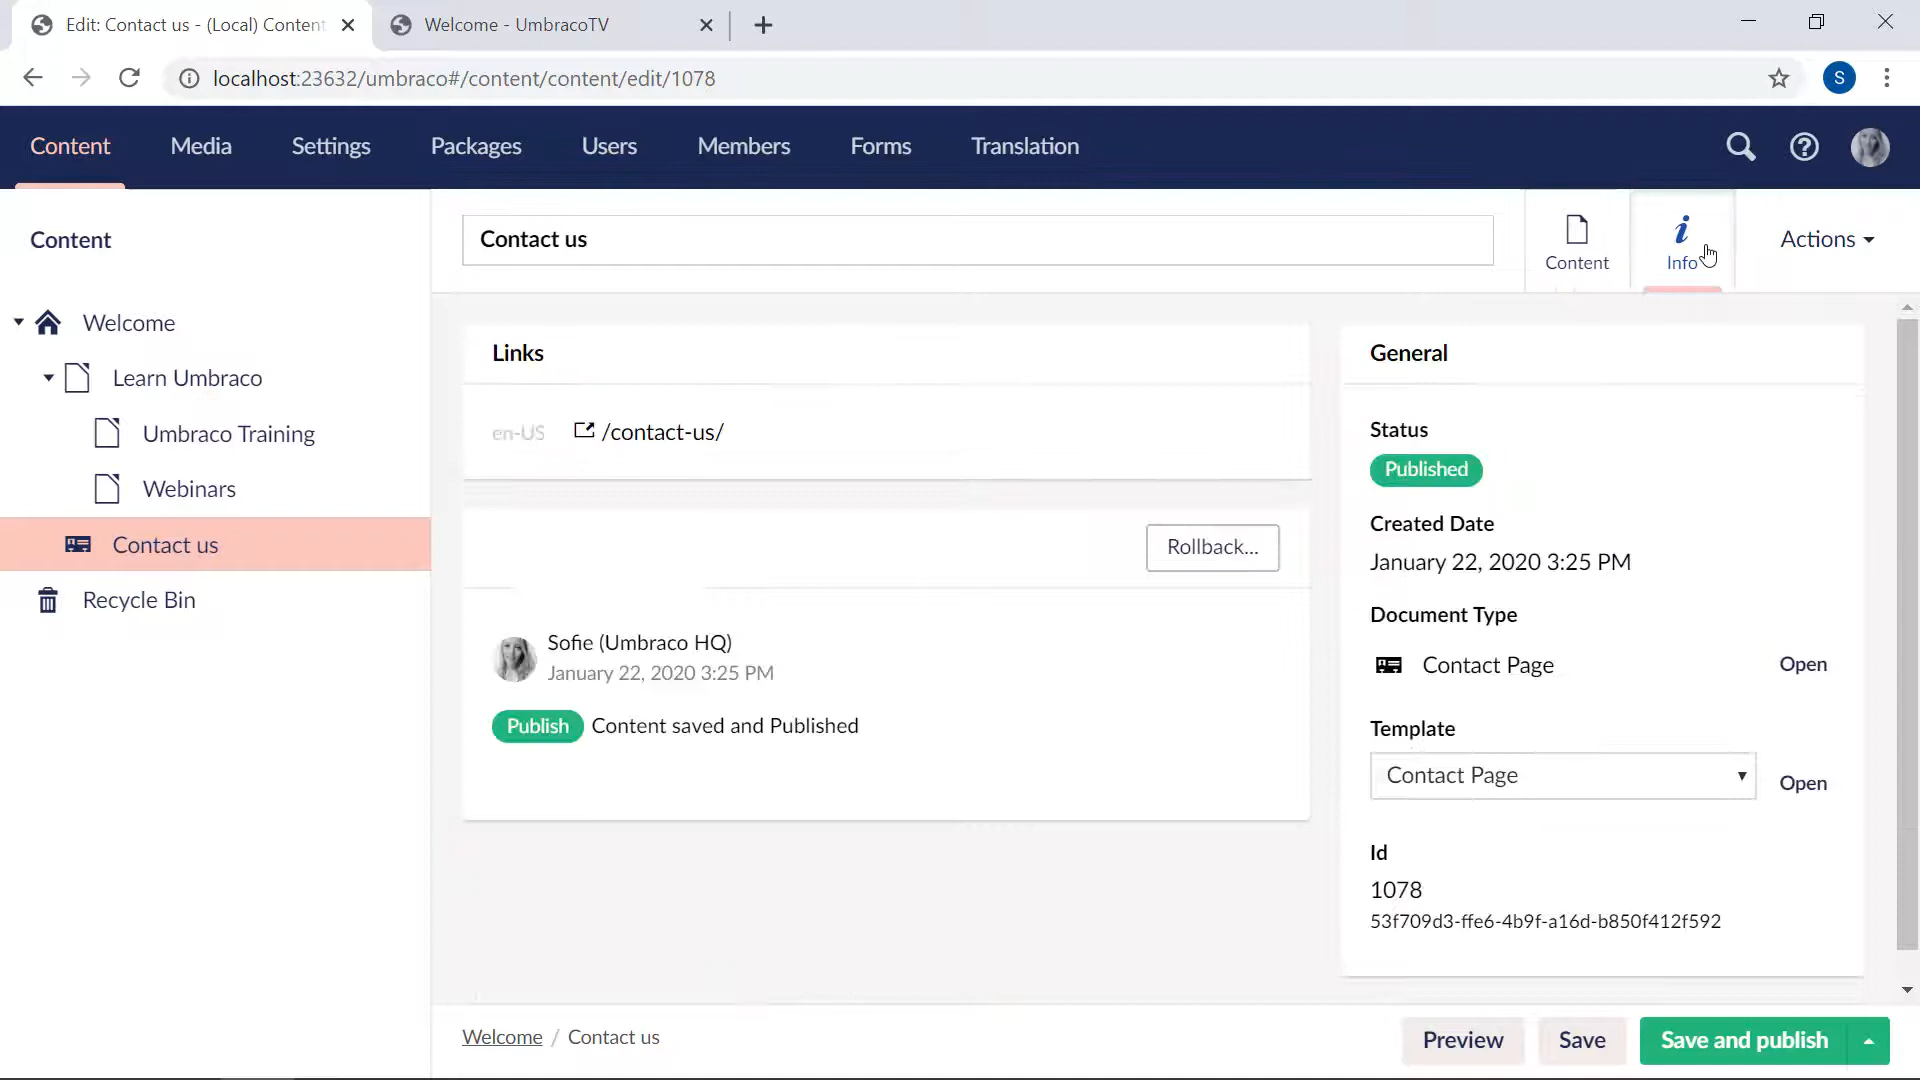 Edit: Contact us - (Local) Content
Welcome - UmbracoTV
localhost:23632/umbraco#/content/content/edit/1078
S
Content
Media
Settings
Packages
Users
Members
Forms
Translation
Content
Welcome
Learn Umbraco
Umbraco Training
Webinars
Contact us
Recycle Bin
Contact us
Content
Info
Actions
Links
en-US
/contact-us/
Rollback...
Sofie (Umbraco HQ)
January 22, 2020 3:25 PM
Publish Content saved and Published
General
Status
Published
Created Date
January 22, 2020 3:25 PM
Document Type
Contact Page
Open
Template
Contact Page
Open
Id
1078
53f709d3-ffe6-4b9f-a16d-b850f412f592
Welcome / Contact us
Preview
Save
Save and publish